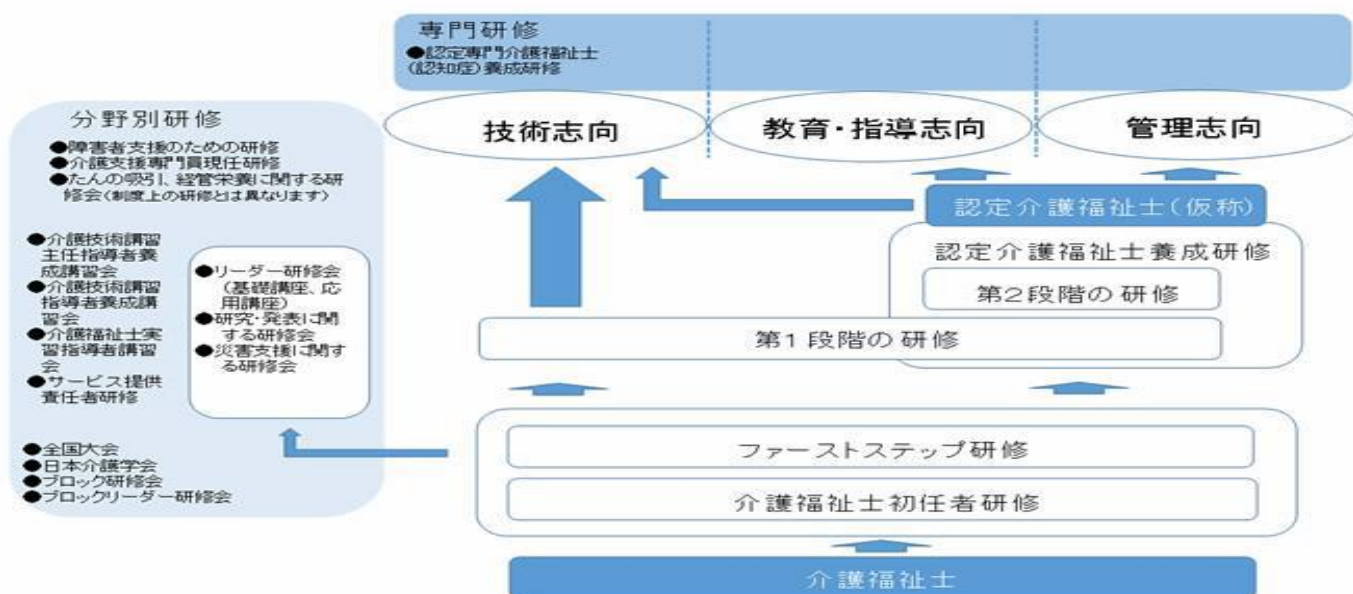 専門研修
●認定専門介護福祉士
(認知症)養成研修
技術志向
教育・指導志向
管理志向
分野別研修
●障害者支援のための研修
●介護支援専門員現任研修
●たんの吸引、経管栄養に関する研
修会(制度上の研修とは異なります)
●介護技術講習
主任指導者養
成講習会
●介護技術講習
指導者養成講
習会
●介護福祉士実
習指導者講習
会
●サービス提供
責任者研修
●リーダー研修会
(基礎講座、応
用講座)
●研究・発表に関
する研修会
●災害支援に関す
る研修会
●全国大会
●日本介護学会
●ブロック研修会
●ブロックリーダー研修会
認定介護福祉士(仮称)
認定介護福祉士養成研修
第2段階の研修
第1段階の研修
ファーストステップ研修
介護福祉士初任者研修
介護福祉士